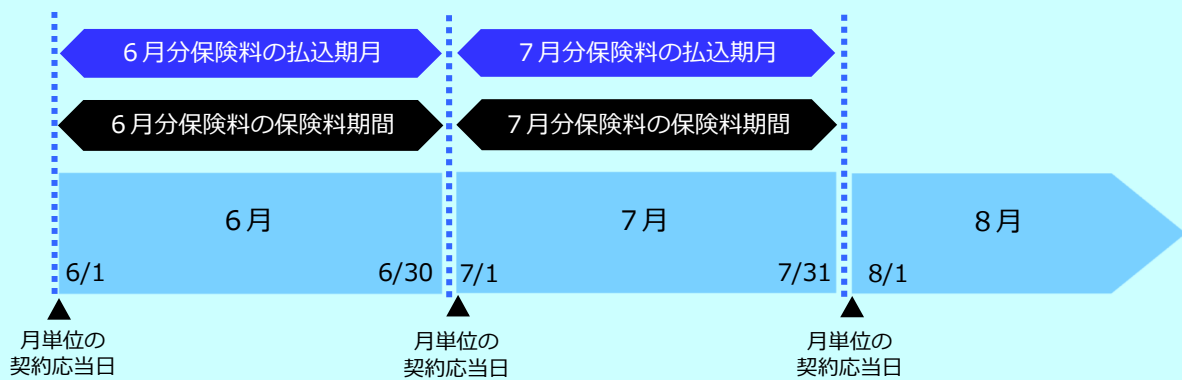 6月分保険料の払込期月
7月分保険料の払込期月
6月分保険料の保険料期間
7月分保険料の保険料期間
6月
7月
8月
6/1
6/30
7/1
7/31
8/1
月単位の
契約応当日
月単位の
契約応当日
月単位の
契約応当日